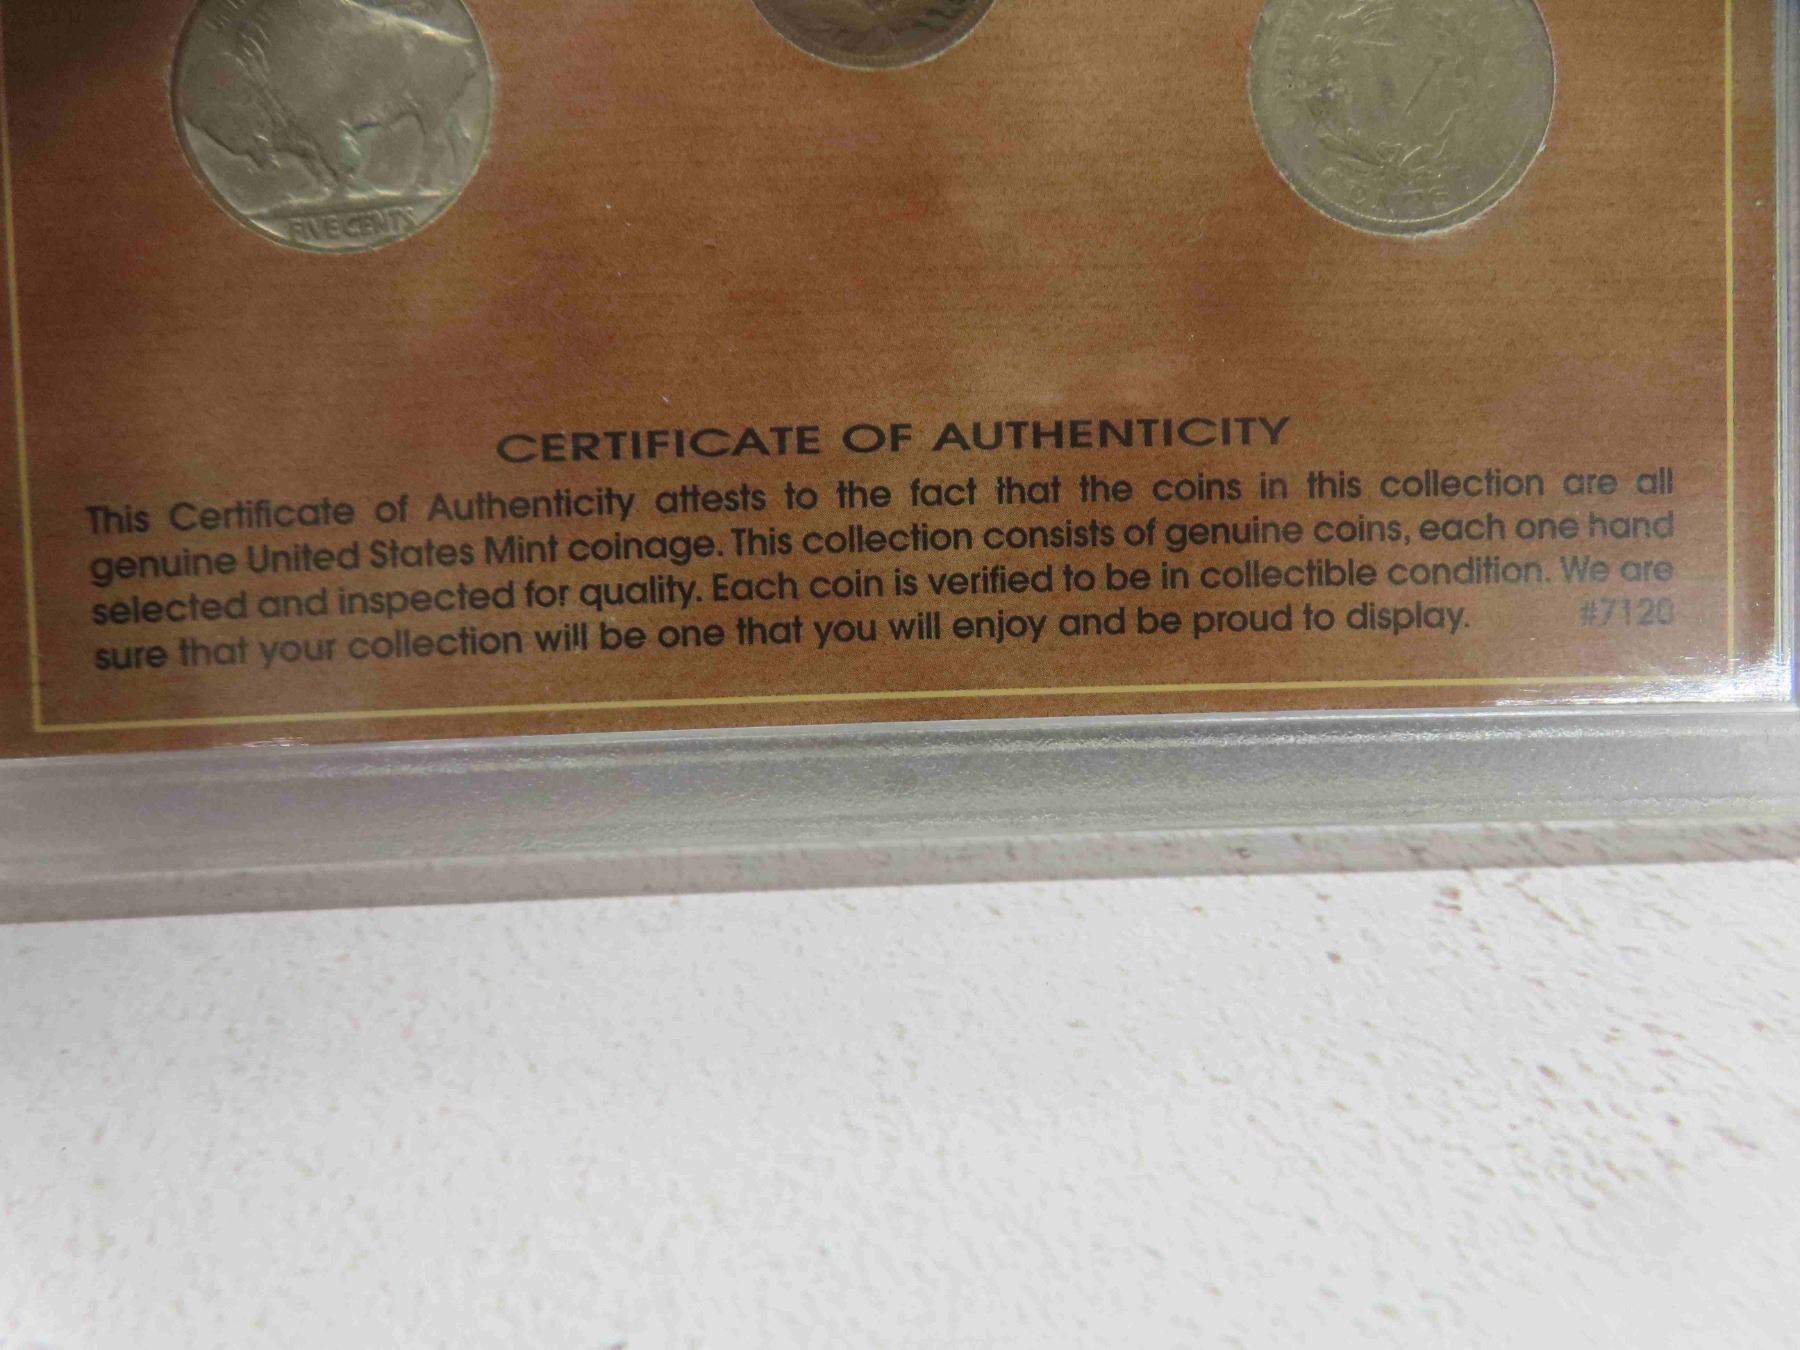 FIVE CENTS
CERTIFICATE OF AUTHENTICITY
This Certificate of Authenticity attests to the fact that the coins in this collection are all
genuine United States Mint coinage. This collection consists of genuine coins, each one hand
selected and inspected for quality. Each coin is verified to be in collectible condition. We are
sure that your collection will be one that you will enjoy and be proud to display. #7120